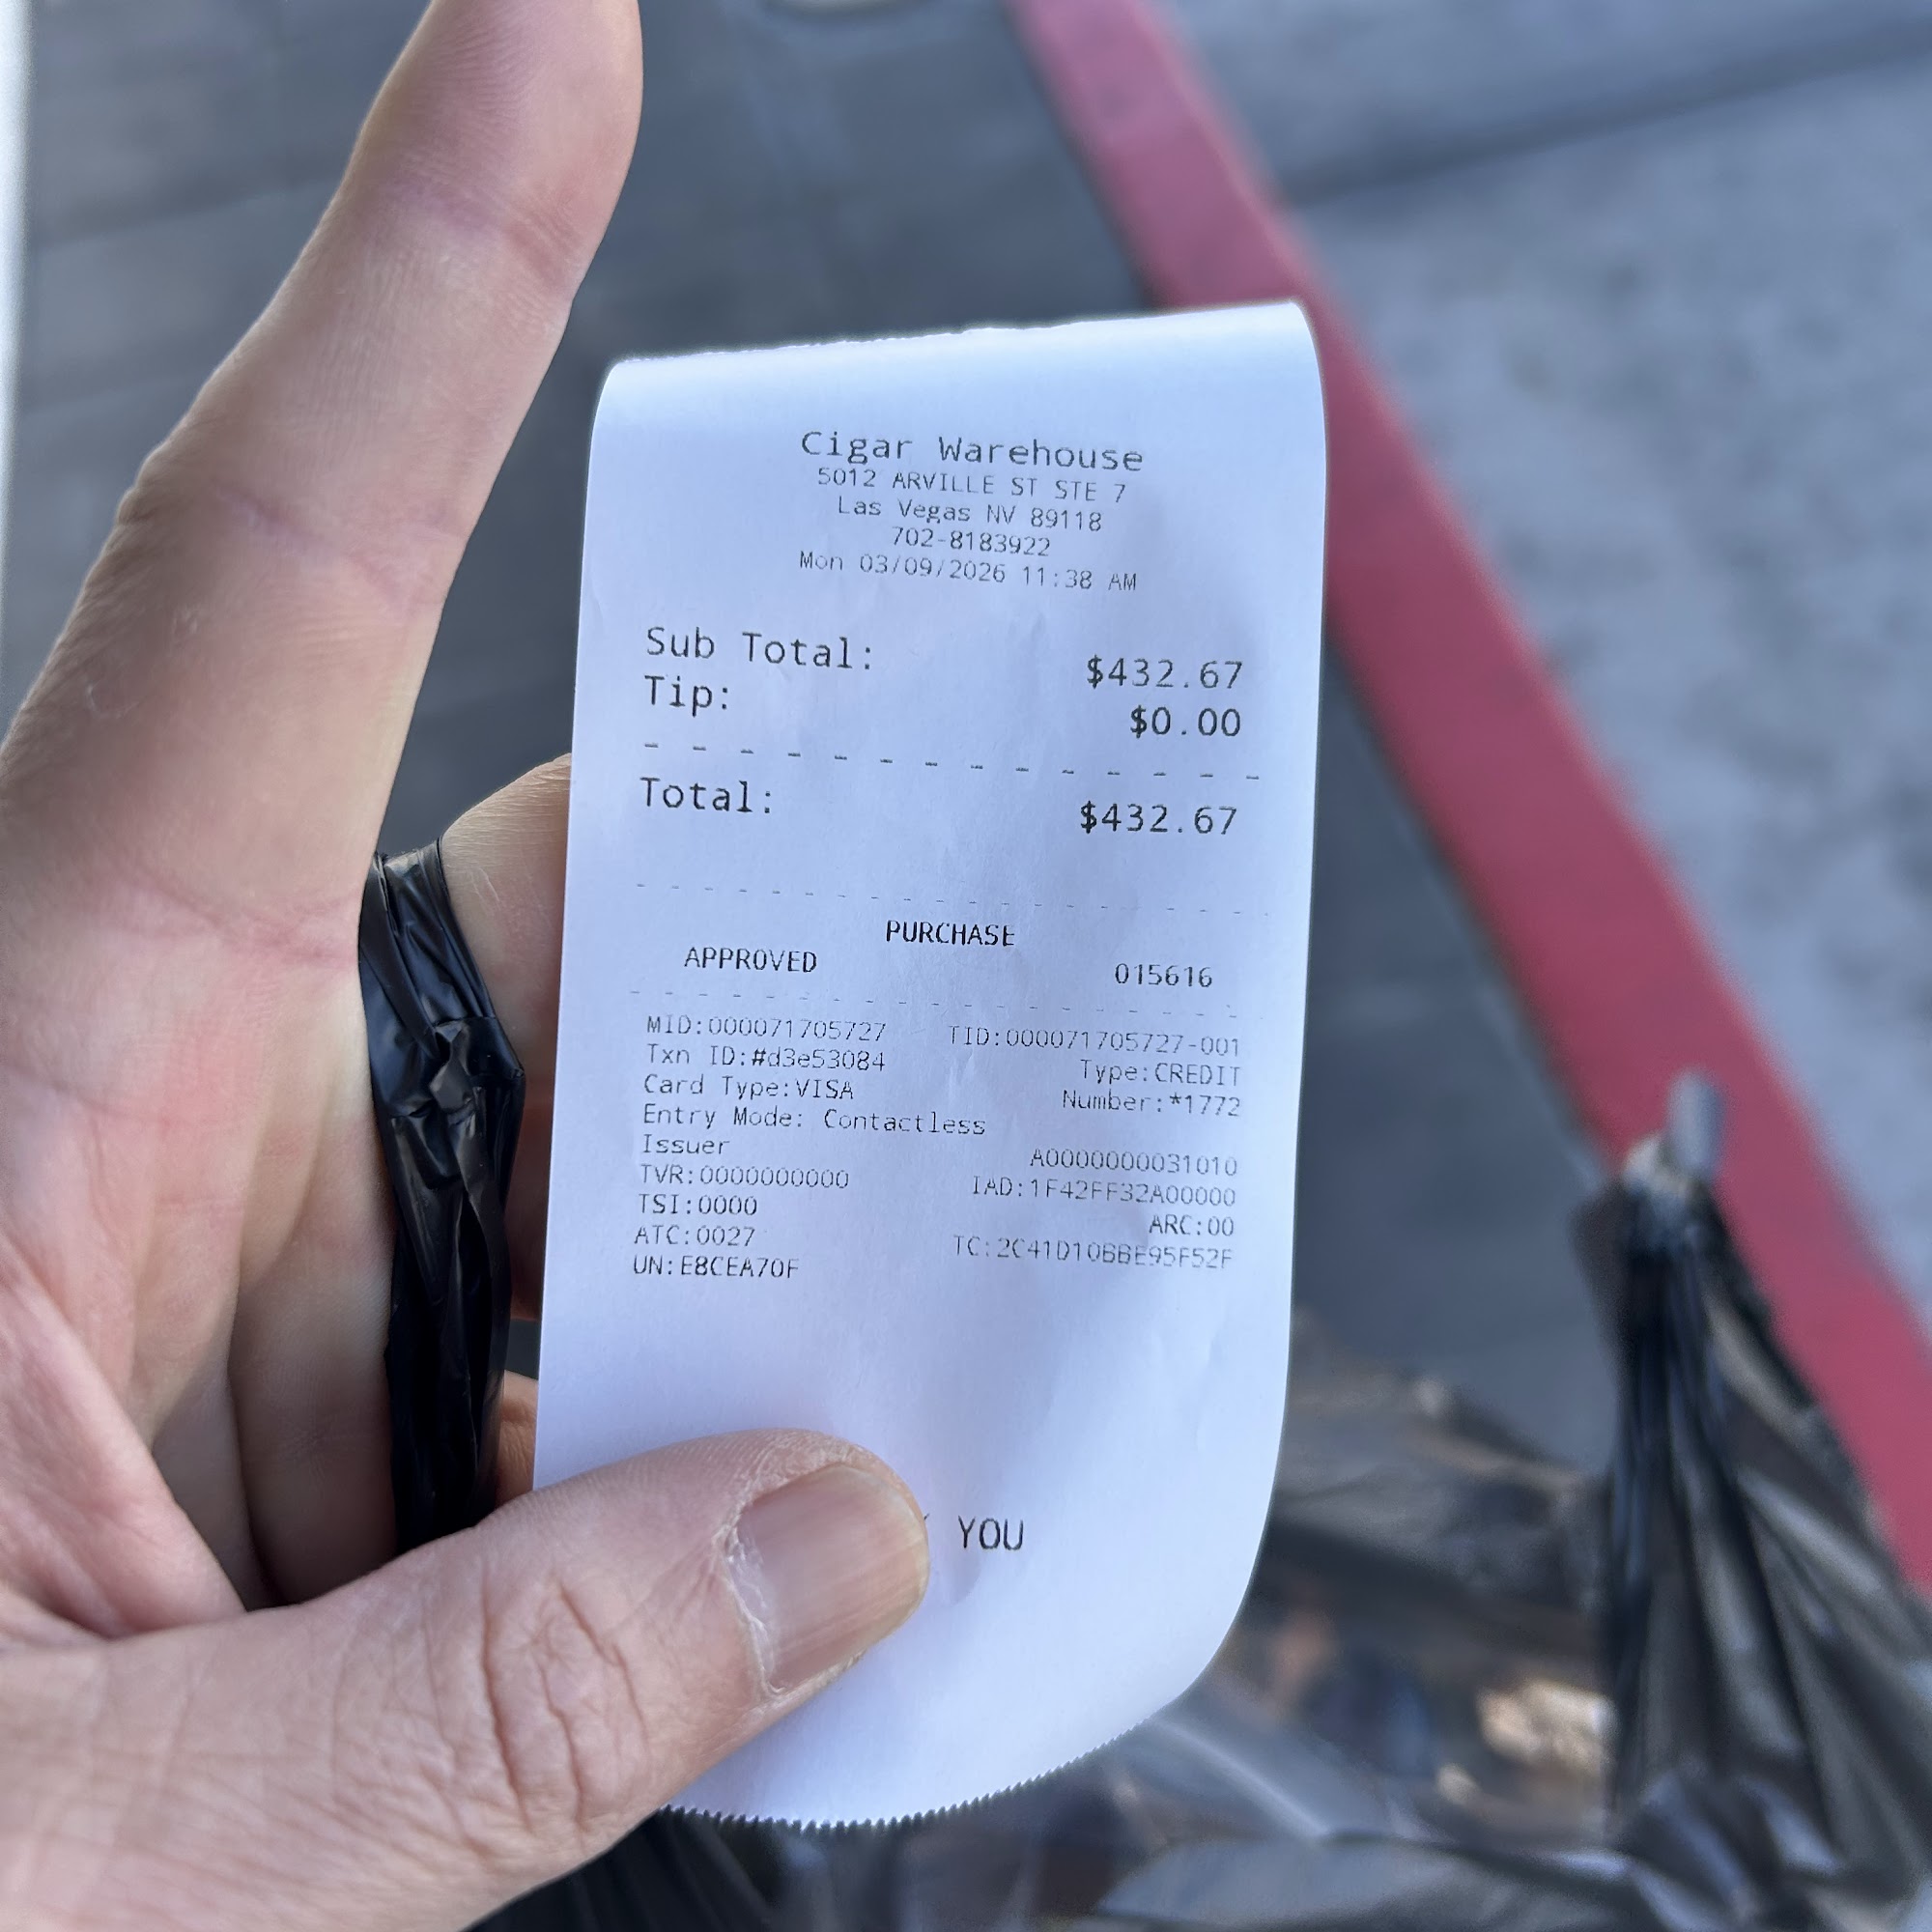 Cigar Warehouse
5012 ARVILLE ST STE 7
Las Vegas NV 89118
702-8183922
Mon 03/09/2026 11:38 AM
Sub Total: $432.67
Tip: $0.00
Total: $432.67
PURCHASE
APPROVED 015616
MID:000071705727 TID:000071705727-001
Txn ID:#d3e53084 Type:CREDIT
Card Type:VISA Number:*1772
Entry Mode: Contactless
Issuer A0000000031010
TVR:0000000000 IAD:1F42FF32A00000
TSI:0000 ARC:00
ATC:0027 TC:2C41D10BBE95F52F
UN:E8CEA70F
YOU